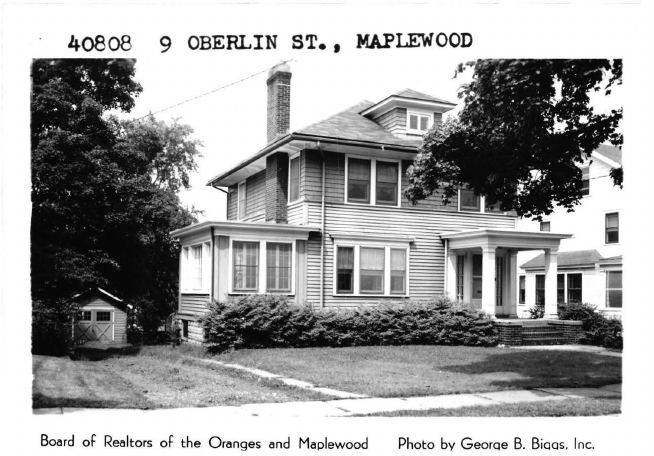 40808 9 OBERLIN ST., MAPLEWOOD
Board of Realtors of the Oranges and Maplewood Photo by George B. Biggs, Inc.